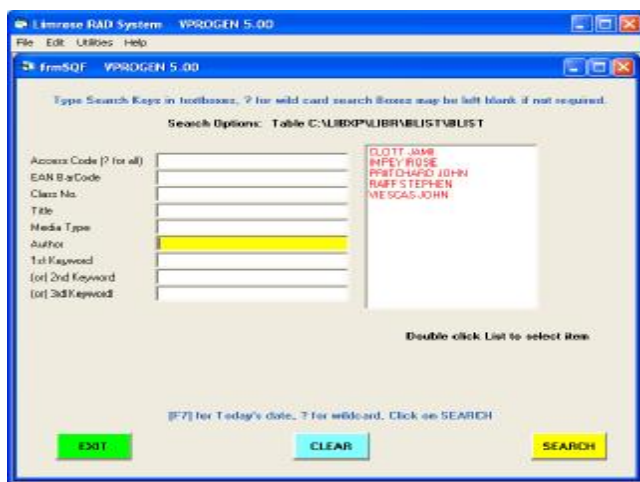 Limrose RAD System VPROGEN 5.00
File Edit Utilities Help
frmSQF VPROGEN 5.00
Type Search Keys in textboxes, ? for wild card search Boxes may be left blank if not required.
Search Options: Table C:\LIBXP\LIBR\BLIST\BLIST
Access Code (? for all)
EAN BarCode
Class No.
Title
Media Type
Author
1st Keyword
(or) 2nd Keyword
(or) 3rd Keyword
IMPEY ROSE
PRITCHARD JOHN
RAIFF STEPHEN
VIESCAS JOHN
Double click List to select item
[F7] for Today's date, ? for wildcard, Click on SEARCH
EXIT CLEAR SEARCH